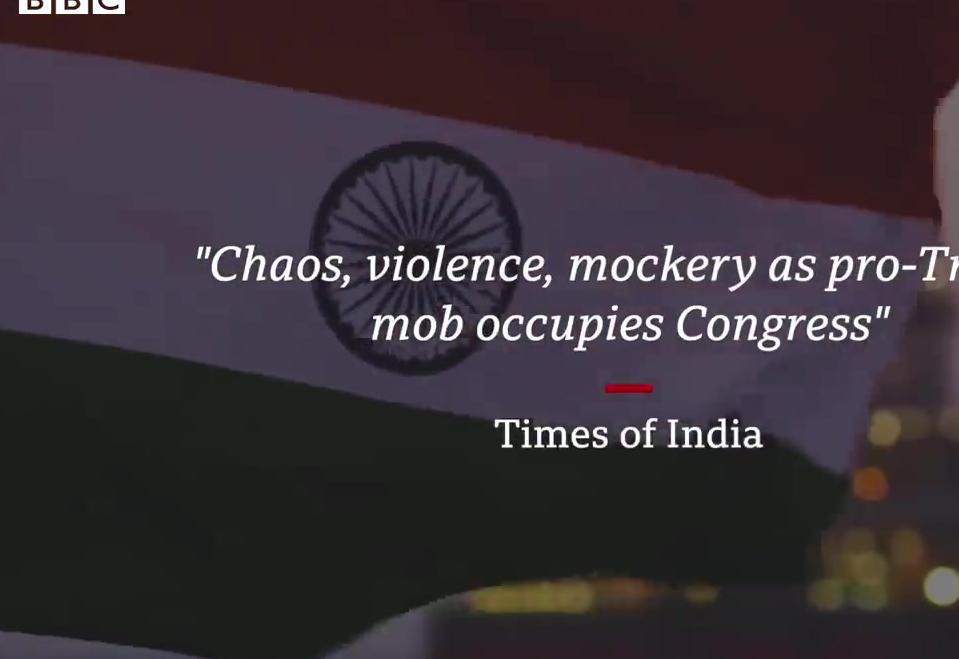 BBC
"Chaos, violence, mockery as pro-Tr
mob occupies Congress"
Times of India